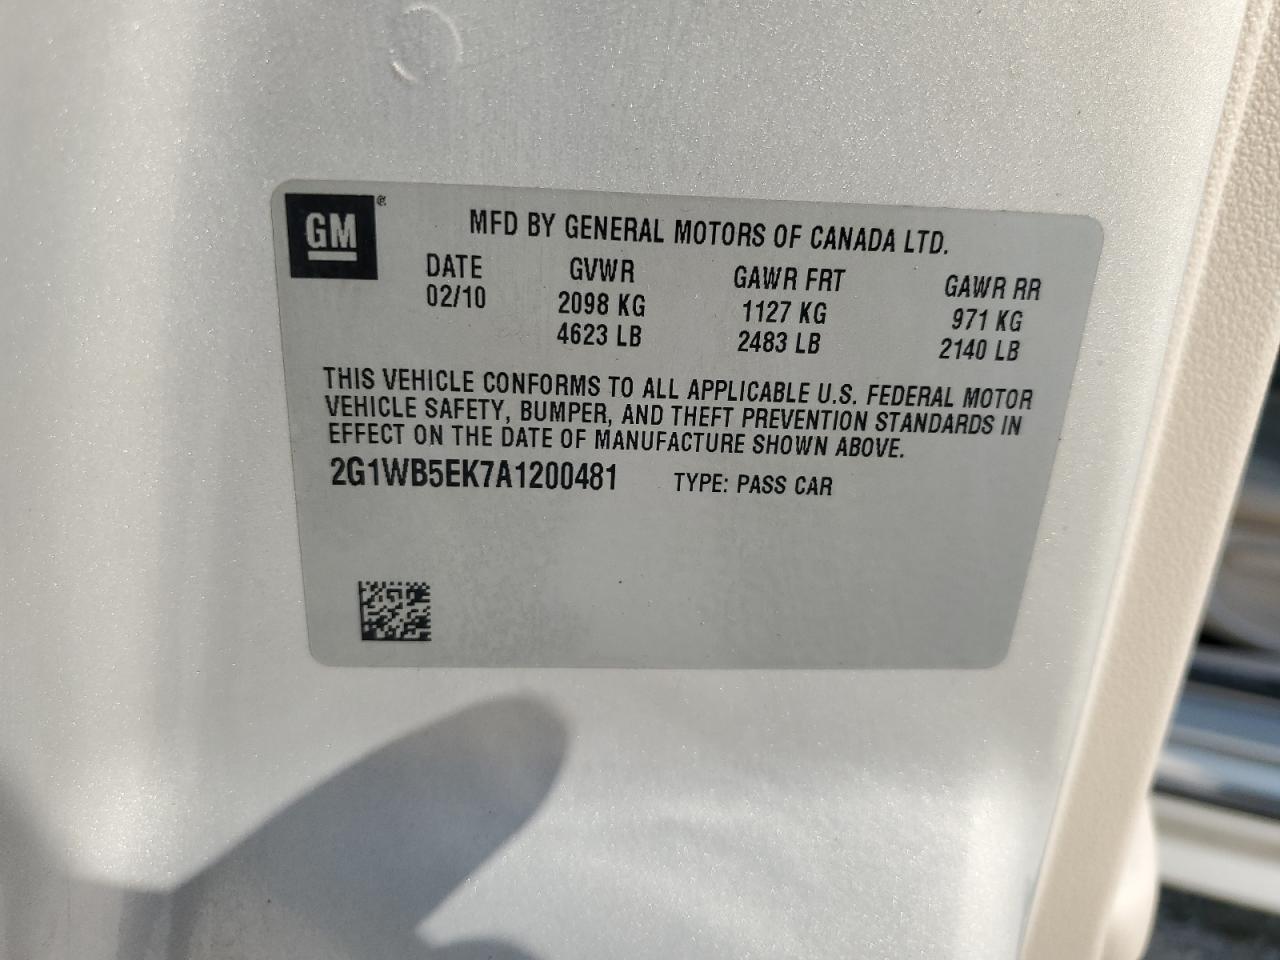 GM®
MFD BY GENERAL MOTORS OF CANADA LTD.
DATE GVWR GAWR FRT GAWR RR
02/10 2098 KG 1127 KG 971 KG
4623 LB 2483 LB 2140 LB
THIS VEHICLE CONFORMS TO ALL APPLICABLE U.S. FEDERAL MOTOR
VEHICLE SAFETY, BUMPER, AND THEFT PREVENTION STANDARDS IN
EFFECT ON THE DATE OF MANUFACTURE SHOWN ABOVE.
2G1WB5EK7A1200481 TYPE: PASS CAR